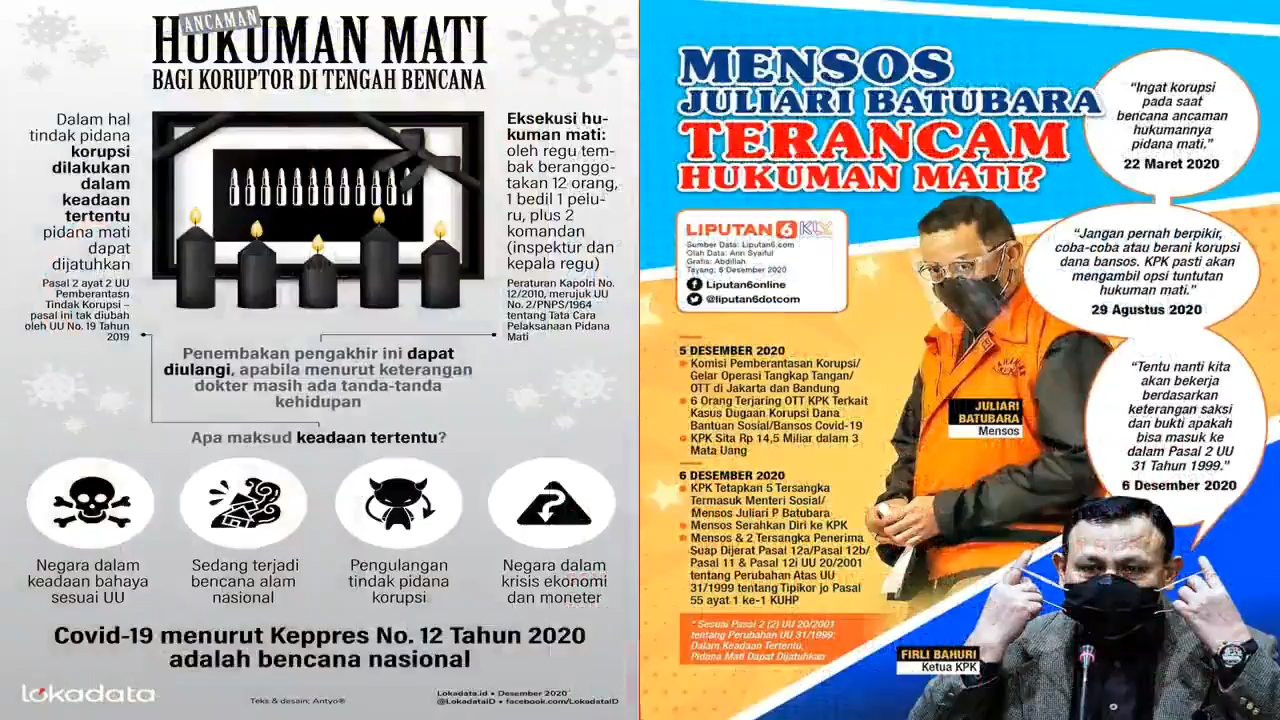 ANCAMAN
HUKUMAN MATI
BAGI KORUPTOR DI TENGAH BENCANA
Dalam hal
tindak pidana
korupsi
dilakukan
dalam
keadaan
tertentu
pidana mati
dapat
dijatuhkan
Pasal 2 ayat 2 UU
Pemberantasan
Tindak Korupsi –
pasal ini tak diubah
oleh UU No. 19 Tahun
2019
Eksekusi hu-
kuman mati:
oleh regu tem-
bak beranggo-
takan 12 orang,
1 bedil 1 pelu-
ru, plus 2
komandan
(inspektur dan
kepala regu)
Peraturan Kapolri No.
12/2010, merujuk UU
No. 2/PNPS/1964
tentang Tata Cara
Pelaksanaan Pidana
Mati
Penembakan pengakhir ini dapat
diulangi, apabila menurut keterangan
dokter masih ada tanda-tanda
kehidupan
Apa maksud keadaan tertentu?
Negara dalam
keadaan bahaya
sesuai UU
Sedang terjadi
bencana alam
nasional
Pengulangan
tindak pidana
korupsi
Negara dalam
krisis ekonomi
dan moneter
Covid-19 menurut Keppres No. 12 Tahun 2020
adalah bencana nasional
lokadata
Teks & desain: Antyo®
Lokadata.id • Desember 2020
@LokadataID • facebook.com/LokadataID
MENSOS
JULIARI BATUBARA
TERANCAM
HUKUMAN MATI?
LIPUTAN 6 KLY
Sumber Data: Liputan6.com
Olah Data: Anri Syaiful
Grafis: Abdillah
Tayang: 6 Desember 2020
Liputan6online
@liputan6dotcom
"Ingat korupsi
pada saat
bencana ancaman
hukumannya
pidana mati."
22 Maret 2020
"Jangan pernah berpikir,
coba-coba atau berani korupsi
dana bansos. KPK pasti akan
mengambil opsi tuntutan
hukuman mati."
29 Agustus 2020
"Tentu nanti kita
akan bekerja
berdasarkan
keterangan saksi
dan bukti apakah
bisa masuk ke
dalam Pasal 2 UU
31 Tahun 1999."
6 Desember 2020
5 DESEMBER 2020
Komisi Pemberantasan Korupsi/
Gelar Operasi Tangkap Tangan/
OTT di Jakarta dan Bandung
6 Orang Terjaring OTT KPK Terkait
Kasus Dugaan Korupsi Dana
Bantuan Sosial/Bansos Covid-19
KPK Sita Rp 14,5 Miliar dalam 3
Mata Uang
6 DESEMBER 2020
KPK Tetapkan 5 Tersangka
Termasuk Menteri Sosial/
Mensos Juliari P Batubara
Mensos Serahkan Diri ke KPK
Mensos & 2 Tersangka Penerima
Suap Dijerat Pasal 12a/Pasal 12b/
Pasal 11 & Pasal 12i UU 20/2001
tentang Perubahan Atas UU
31/1999 tentang Tipikor jo Pasal
55 ayat 1 ke-1 KUHP
* Sesuai Pasal 2 (2) UU 20/2001
tentang Perubahan UU 31/1999:
Dalam Keadaan Tertentu,
Pidana Mati Dapat Dijatuhkan
JULIARI
BATUBARA
Mensos
FIRLI BAHURI
Ketua KPK